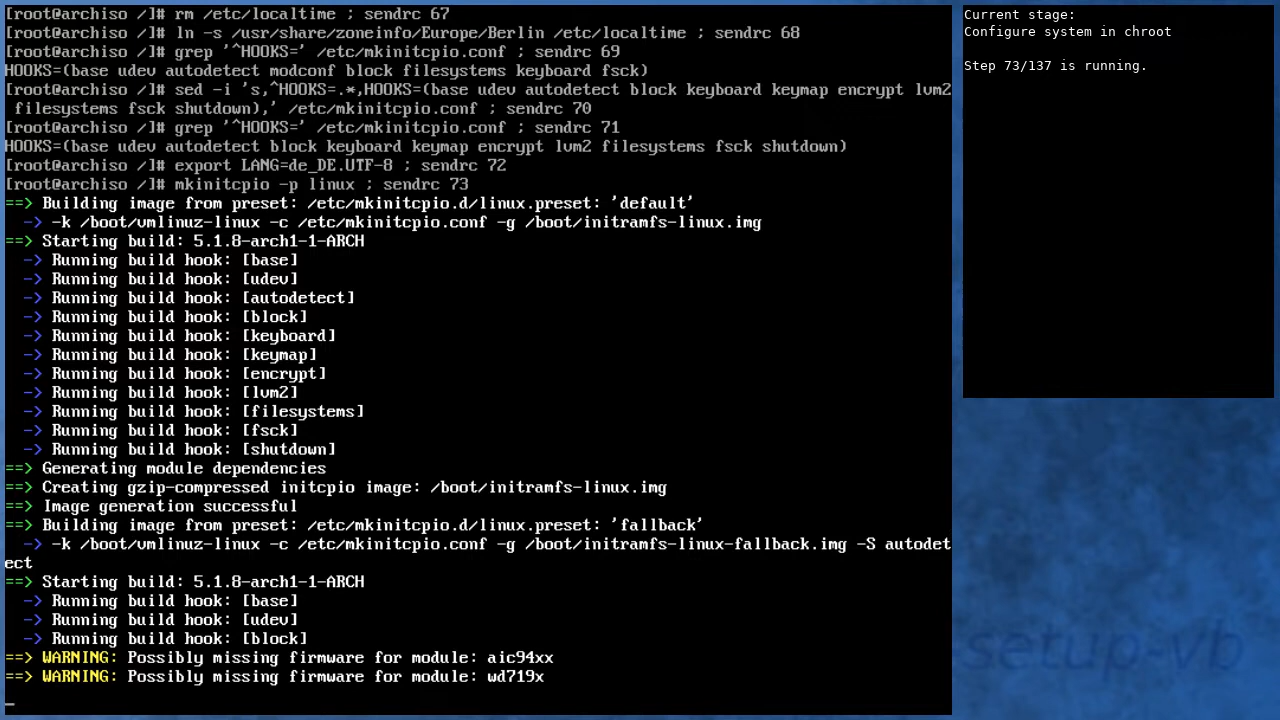 [root@archiso /]# rm /etc/localtime ; sendrc 67
[root@archiso /]# ln -s /usr/share/zoneinfo/Europe/Berlin /etc/localtime ; sendrc 68
[root@archiso /]# grep '^HOOKS=' /etc/mkinitcpio.conf ; sendrc 69
HOOKS=(base udev autodetect modconf block filesystems keyboard fsck)
[root@archiso /]# sed -i 's,^HOOKS=.*,HOOKS=(base udev autodetect block keyboard keymap encrypt lvm2
 filesystems fsck shutdown),' /etc/mkinitcpio.conf ; sendrc 70
[root@archiso /]# grep '^HOOKS=' /etc/mkinitcpio.conf ; sendrc 71
HOOKS=(base udev autodetect block keyboard keymap encrypt lvm2 filesystems fsck shutdown)
[root@archiso /]# export LANG=de_DE.UTF-8 ; sendrc 72
[root@archiso /]# mkinitcpio -p linux ; sendrc 73
==> Building image from preset: /etc/mkinitcpio.d/linux.preset: 'default'
  -> -k /boot/vmlinuz-linux -c /etc/mkinitcpio.conf -g /boot/initramfs-linux.img
==> Starting build: 5.1.8-arch1-1-ARCH
  -> Running build hook: [base]
  -> Running build hook: [udev]
  -> Running build hook: [autodetect]
  -> Running build hook: [block]
  -> Running build hook: [keyboard]
  -> Running build hook: [keymap]
  -> Running build hook: [encrypt]
  -> Running build hook: [lvm2]
  -> Running build hook: [filesystems]
  -> Running build hook: [fsck]
  -> Running build hook: [shutdown]
==> Generating module dependencies
==> Creating gzip-compressed initcpio image: /boot/initramfs-linux.img
==> Image generation successful
==> Building image from preset: /etc/mkinitcpio.d/linux.preset: 'fallback'
  -> -k /boot/vmlinuz-linux -c /etc/mkinitcpio.conf -g /boot/initramfs-linux-fallback.img -S autodet
ect
==> Starting build: 5.1.8-arch1-1-ARCH
  -> Running build hook: [base]
  -> Running build hook: [udev]
  -> Running build hook: [block]
==> WARNING: Possibly missing firmware for module: aic94xx
==> WARNING: Possibly missing firmware for module: wd719x
_
Current stage:
Configure system in chroot
Step 73/137 is running.
setup-vb